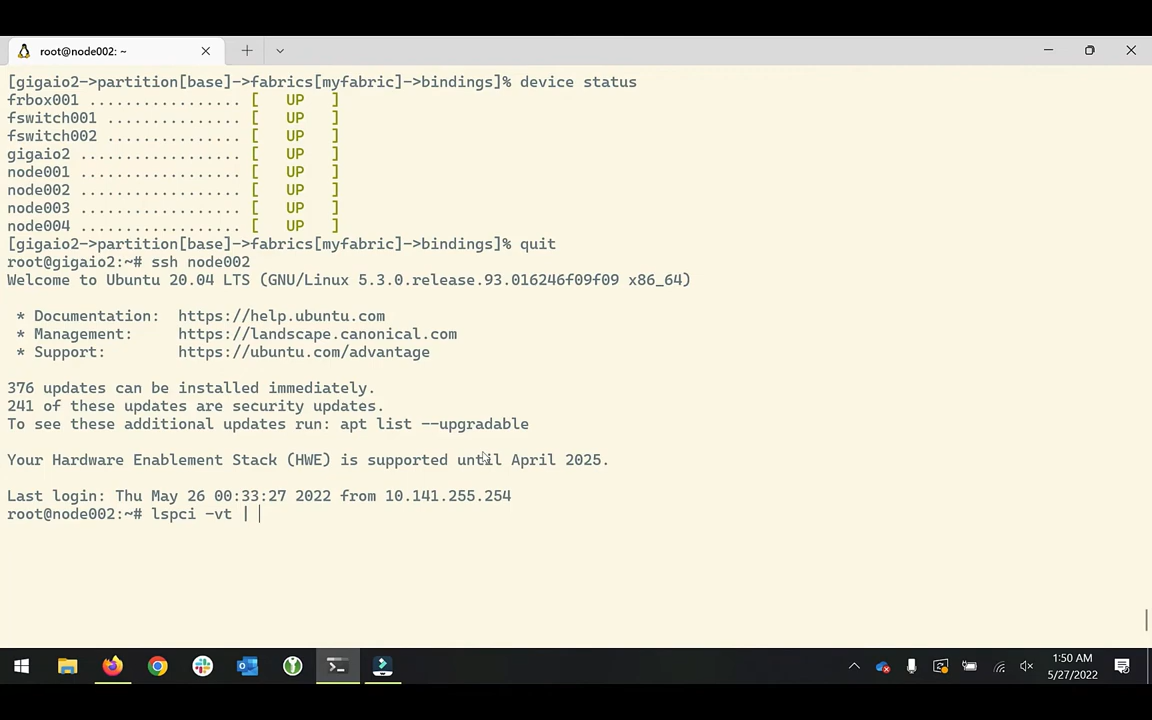 root@node002: ~
[gigaio2->partition[base]->fabrics[myfabric]->bindings]% device status
frbox001 ................. [   UP   ]
fswitch001 ............... [   UP   ]
fswitch002 ............... [   UP   ]
gigaio2 .................. [   UP   ]
node001 .................. [   UP   ]
node002 .................. [   UP   ]
node003 .................. [   UP   ]
node004 .................. [   UP   ]
[gigaio2->partition[base]->fabrics[myfabric]->bindings]% quit
root@gigaio2:~# ssh node002
Welcome to Ubuntu 20.04 LTS (GNU/Linux 5.3.0.release.93.016246f09f09 x86_64)
* Documentation:  https://help.ubuntu.com
* Management:     https://landscape.canonical.com
* Support:        https://ubuntu.com/advantage
376 updates can be installed immediately.
241 of these updates are security updates.
To see these additional updates run: apt list --upgradable
Your Hardware Enablement Stack (HWE) is supported until April 2025.
Last login: Thu May 26 00:33:27 2022 from 10.141.255.254
root@node002:~# lspci -vt |
1:50 AM
5/27/2022